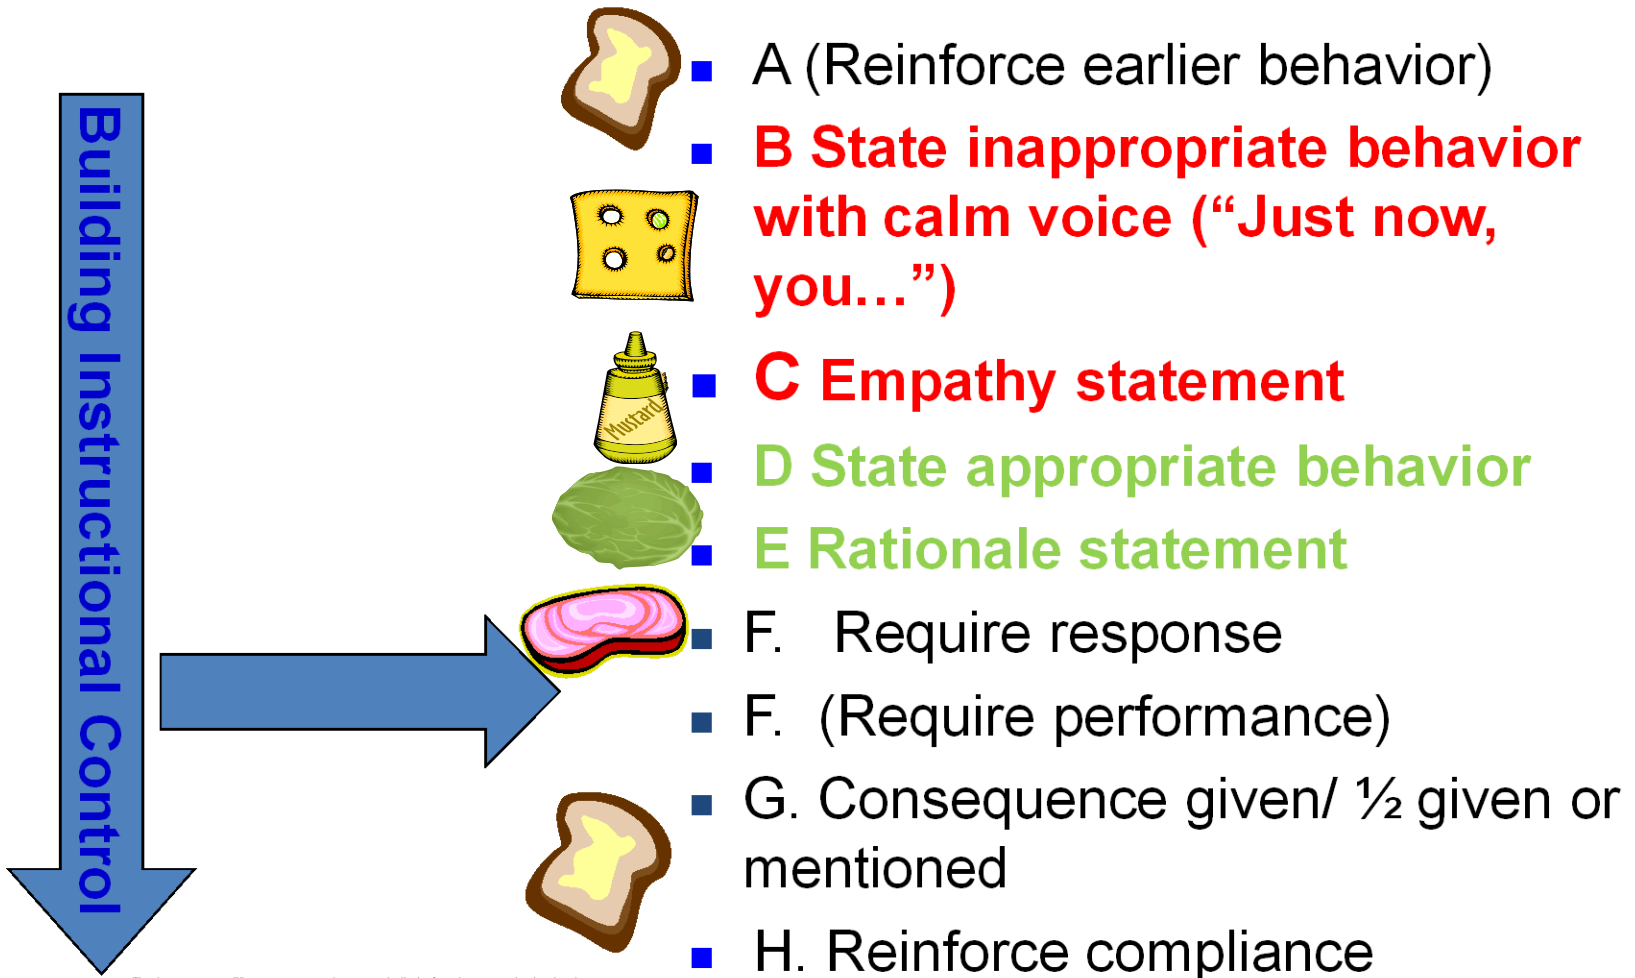 Building Instructional Control
A (Reinforce earlier behavior)
B State inappropriate behavior
with calm voice (“Just now,
you…”)
Mustard
C Empathy statement
D State appropriate behavior
E Rationale statement
F. Require response
F. (Require performance)
G. Consequence given/ ½ given or
mentioned
H. Reinforce compliance